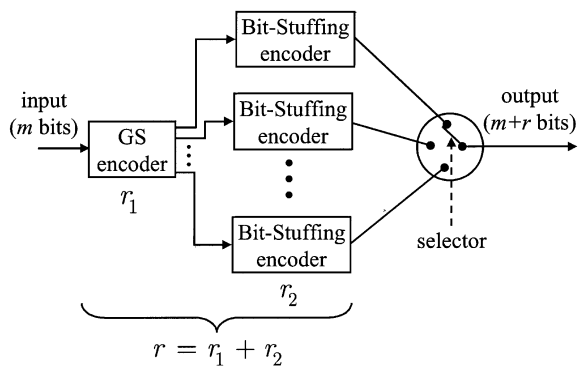 Bit-Stuffing
encoder
input
(m bits)
GS
encoder
r₁
Bit-Stuffing
encoder
Bit-Stuffing
encoder
r₂
output
(m+r bits)
selector
r = r₁ + r₂